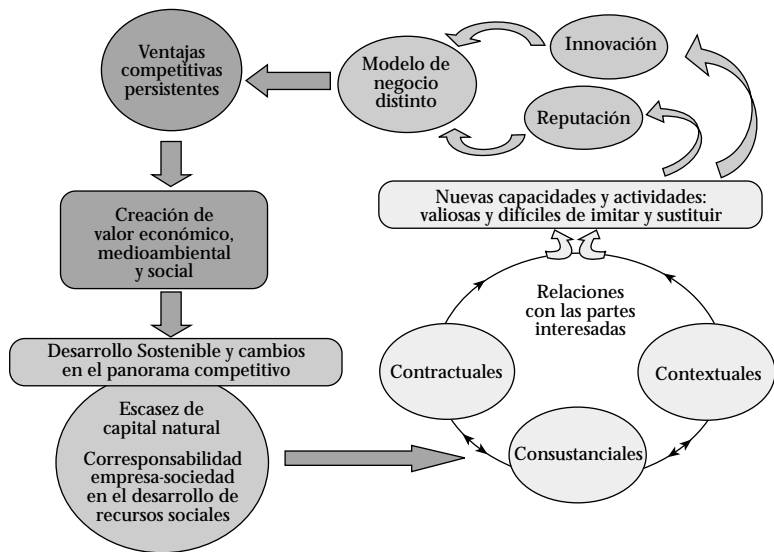 Ventajas
competitivas
persistentes
Modelo de
negocio
distinto
Innovación
Reputación
Nuevas capacidades y actividades:
valiosas y difíciles de imitar y sustituir
Creación de
valor económico,
medioambiental
y social
Relaciones
con las partes
interesadas
Desarrollo Sostenible y cambios
en el panorama competitivo
Contractuales
Contextuales
Consustanciales
Escasez de
capital natural
Corresponsabilidad
empresa-sociedad
en el desarrollo de
recursos sociales